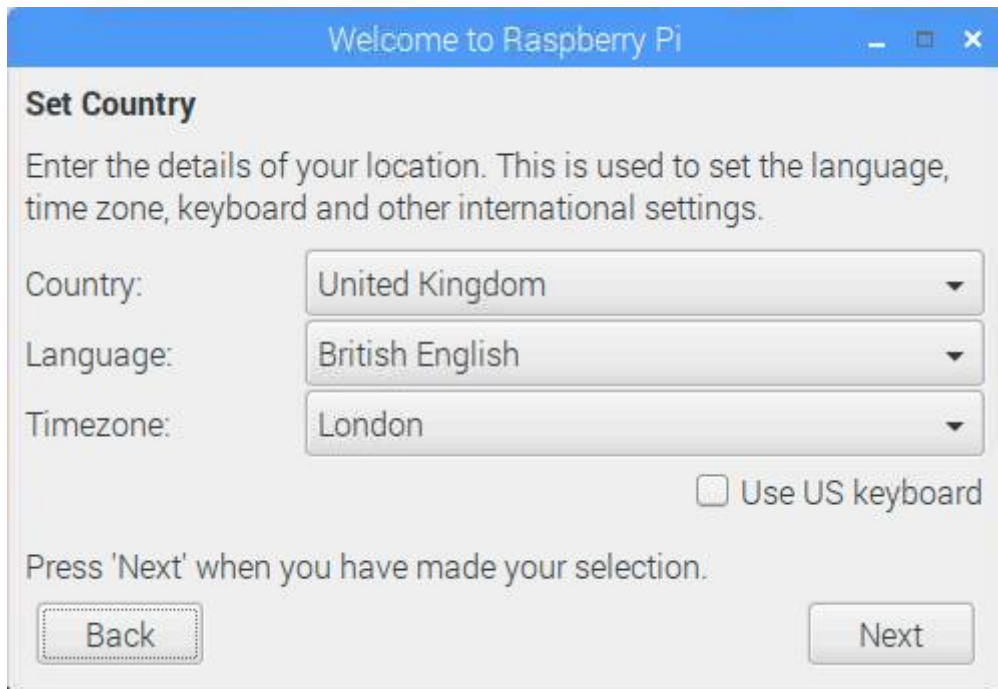 Welcome to Raspberry Pi
Set Country
Enter the details of your location. This is used to set the language,
time zone, keyboard and other international settings.
Country: United Kingdom
Language: British English
Timezone: London
Use US keyboard
Press 'Next' when you have made your selection.
Back Next